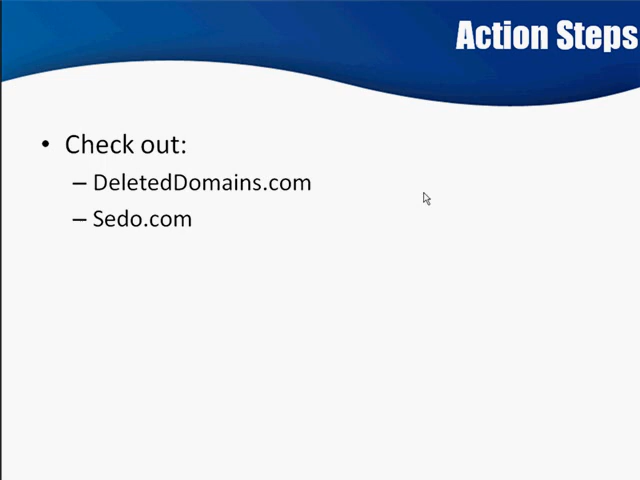 Action Steps
• Check out:
– DeletedDomains.com
– Sedo.com